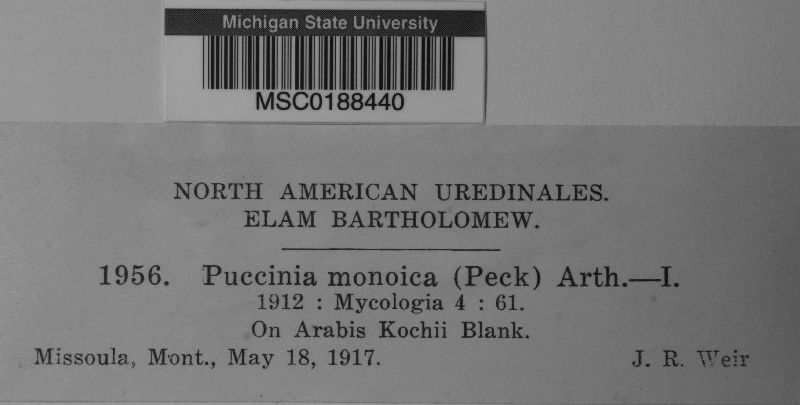 Michigan State University
MSC0188440
NORTH AMERICAN UREDINALES.
ELAM BARTHOLOMEW.
1956. Puccinia monoica (Peck) Arth.—I.
1912 : Mycologia 4 : 61.
On Arabis Kochii Blank.
Missoula, Mont., May 18, 1917. J. R. Weir